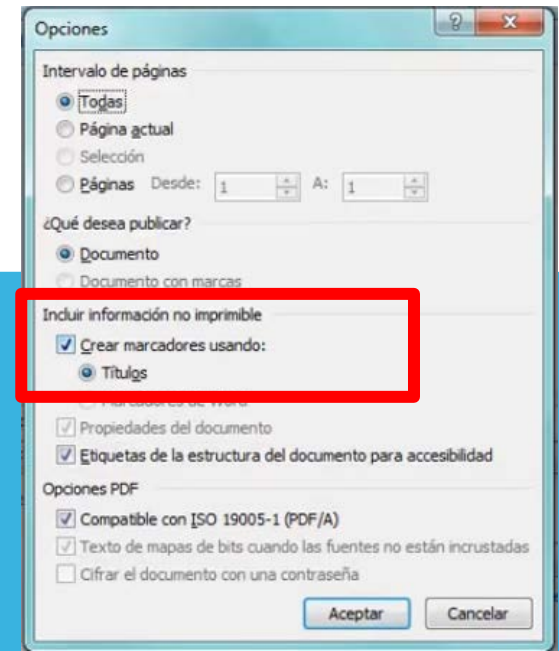 Opciones
Intervalo de páginas
Todas
Página actual
Selección
Páginas Desde: 1 A: 1
¿Qué desea publicar?
Documento
Documento con marcas
Incluir información no imprimible
Crear marcadores usando:
Títulos
Marcadores de Word
Propiedades del documento
Etiquetas de la estructura del documento para accesibilidad
Opciones PDF
Compatible con ISO 19005-1 (PDF/A)
Texto de mapas de bits cuando las fuentes no están incrustadas
Cifrar el documento con una contraseña
Aceptar Cancelar